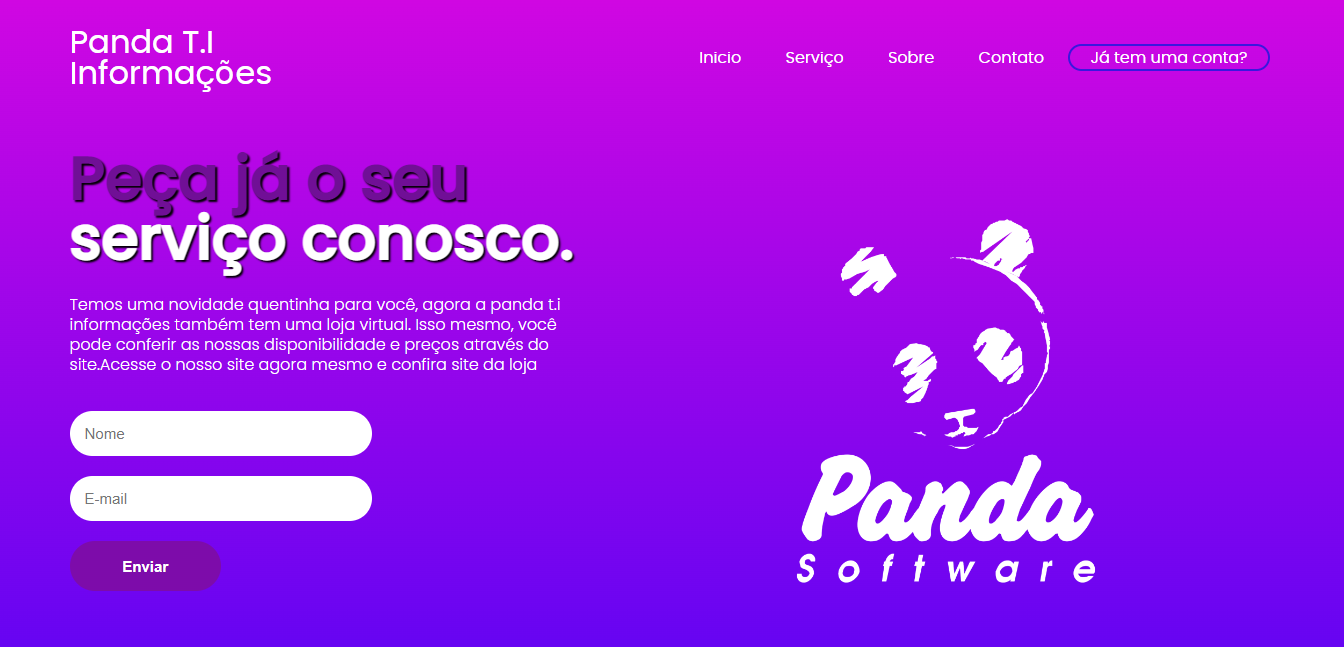 Panda T.I
Informações
Inicio
Serviço
Sobre
Contato
Já tem uma conta?
Peça já o seu
serviço conosco.
Temos uma novidade quentinha para você, agora a panda t.i
informações também tem uma loja virtual. Isso mesmo, você
pode conferir as nossas disponibilidade e preços através do
site.Acesse o nosso site agora mesmo e confira site da loja
Nome
E-mail
Enviar
Panda
Software